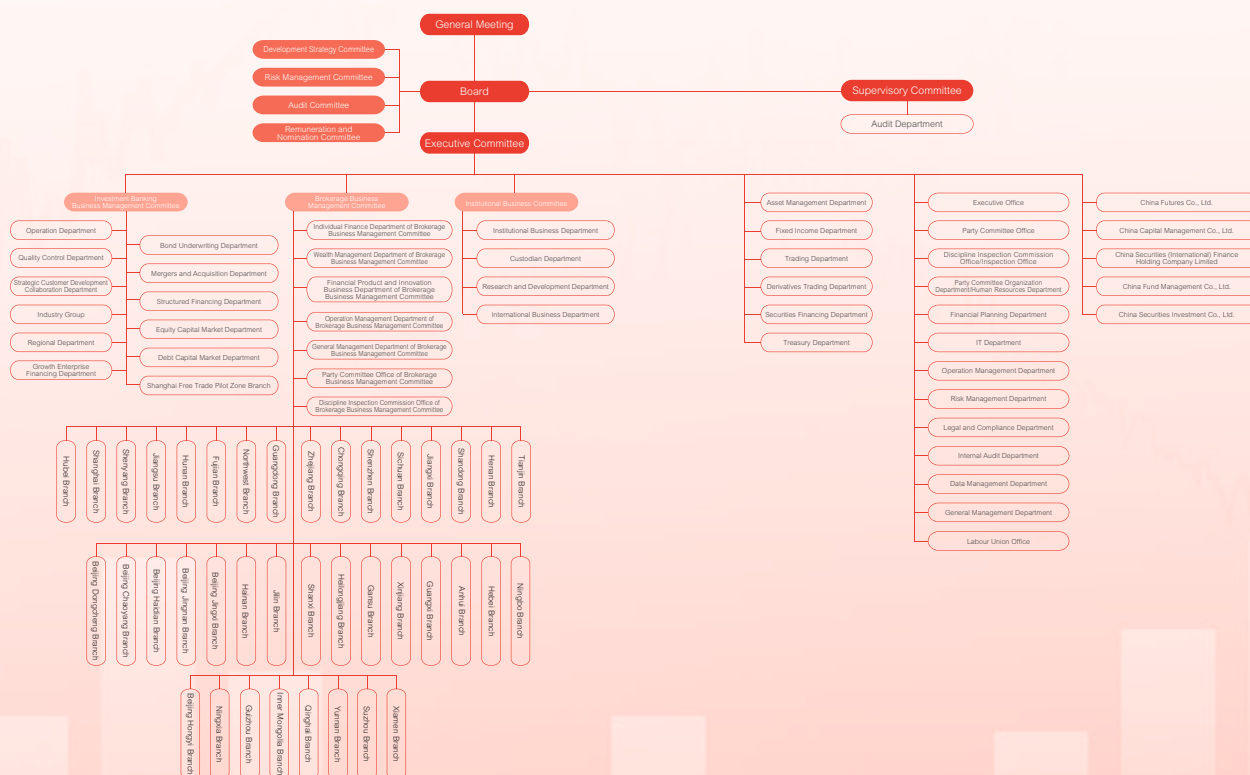 General Meeting
Development Strategy Committee
Risk Management Committee
Audit Committee
Remuneration and
Nomination Committee
Board
Supervisory Committee
Audit Department
Executive Committee
Investment Banking
Business Management Committee
Operation Department
Quality Control Department
Strategic Customer Development
Collaboration Department
Industry Group
Regional Department
Growth Enterprise
Financing Department
Bond Underwriting Department
Mergers and Acquisition Department
Structured Financing Department
Equity Capital Market Department
Debt Capital Market Department
Shanghai Free Trade Pilot Zone Branch
Brokerage Business
Management Committee
Individual Finance Department of Brokerage
Business Management Committee
Wealth Management Department of Brokerage
Business Management Committee
Financial Product and Innovation
Business Department of Brokerage
Business Management Committee
Operation Management Department of
Brokerage Business Management Committee
General Management Department of Brokerage
Business Management Committee
Party Committee Office of Brokerage
Business Management Committee
Discipline Inspection Commission Office of
Brokerage Business Management Committee
Institutional Business Committee
Institutional Business Department
Custodian Department
Research and Development Department
International Business Department
Asset Management Department
Fixed Income Department
Trading Department
Derivatives Trading Department
Securities Financing Department
Treasury Department
Executive Office
Party Committee Office
Discipline Inspection Commission
Office/Inspection Office
Party Committee Organization
Department/Human Resources Department
Financial Planning Department
IT Department
Operation Management Department
Risk Management Department
Legal and Compliance Department
Internal Audit Department
Data Management Department
General Management Department
Labour Union Office
China Futures Co., Ltd.
China Capital Management Co., Ltd.
China Securities (International) Finance
Holding Company Limited
China Fund Management Co., Ltd.
China Securities Investment Co., Ltd.
Hubei Branch
Shanghai Branch
Shenyang Branch
Jiangsu Branch
Hunan Branch
Fujian Branch
Northwest Branch
Guangdong Branch
Zhejiang Branch
Chongqing Branch
Shenzhen Branch
Sichuan Branch
Jiangxi Branch
Shandong Branch
Henan Branch
Tianjin Branch
Beijing Dongcheng Branch
Beijing Chaoyang Branch
Beijing Haidian Branch
Beijing Jingnan Branch
Beijing Jingxi Branch
Hainan Branch
Jilin Branch
Shanxi Branch
Heilongjiang Branch
Gansu Branch
Xinjiang Branch
Guangxi Branch
Anhui Branch
Hebei Branch
Ningbo Branch
Beijing Hongyi Branch
Ningxia Branch
Guizhou Branch
Inner Mongolia Branch
Qinghai Branch
Yunnan Branch
Suzhou Branch
Xiamen Branch